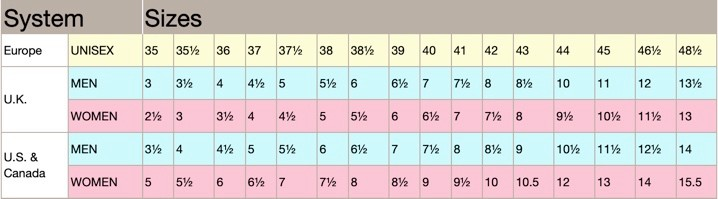 System Sizes
Europe UNISEX 35 35½ 36 37 37½ 38 38½ 39 40 41 42 43 44 45 46½ 48½
U.K. MEN 3 3½ 4 4½ 5 5½ 6 6½ 7 7½ 8 8½ 10 11 12 13½
WOMEN 2½ 3 3½ 4 4½ 5 5½ 6 6½ 7 7½ 8 9½ 10½ 11½ 13
U.S. & Canada MEN 3½ 4 4½ 5 5½ 6 6½ 7 7½ 8 8½ 9 10½ 11½ 12½ 14
WOMEN 5 5½ 6 6½ 7 7½ 8 8½ 9 9½ 10 10.5 12 13 14 15.5